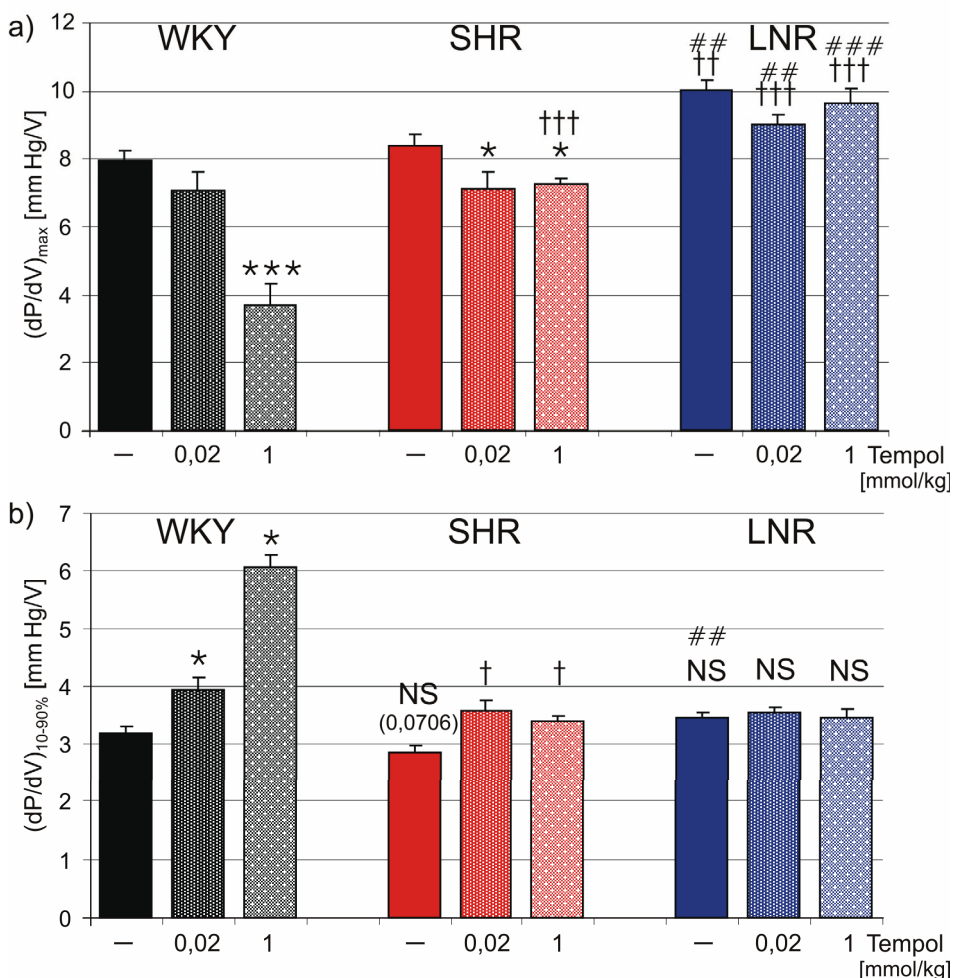 a)
(dP/dV)max [mm Hg/V]
12
10
8
6
4
2
0
WKY SHR LNR
***
*
†††
*
##
††
##
†††
###
†††
— 0,02 1 — 0,02 1 — 0,02 1 Tempol
[mmol/kg]
b)
(dP/dV)10-90% [mm Hg/V]
7
6
5
4
3
2
1
0
WKY SHR LNR
*
*
NS
(0,0706)
†
†
##
NS NS NS
— 0,02 1 — 0,02 1 — 0,02 1 Tempol
[mmol/kg]